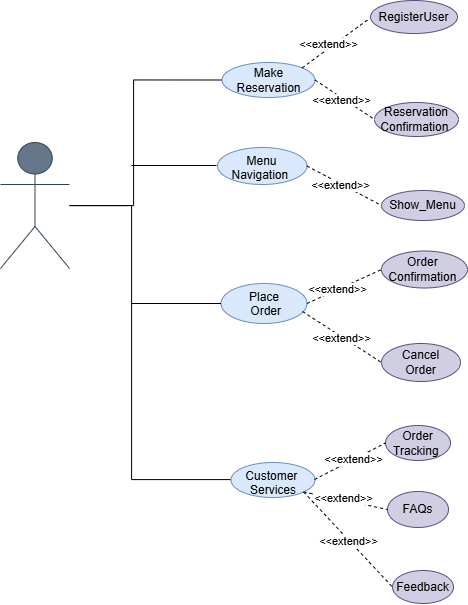 RegisterUser
<<extend>>
Make
Reservation
<<extend>>
Reservation
Confirmation
Menu
Navigation
<<extend>>
Show_Menu
Order
Confirmation
<<extend>>
Place
Order
<<extend>>
Cancel
Order
Order
Tracking
<<extend>>
Customer
Services
<<extend>>
FAQs
<<extend>>
Feedback